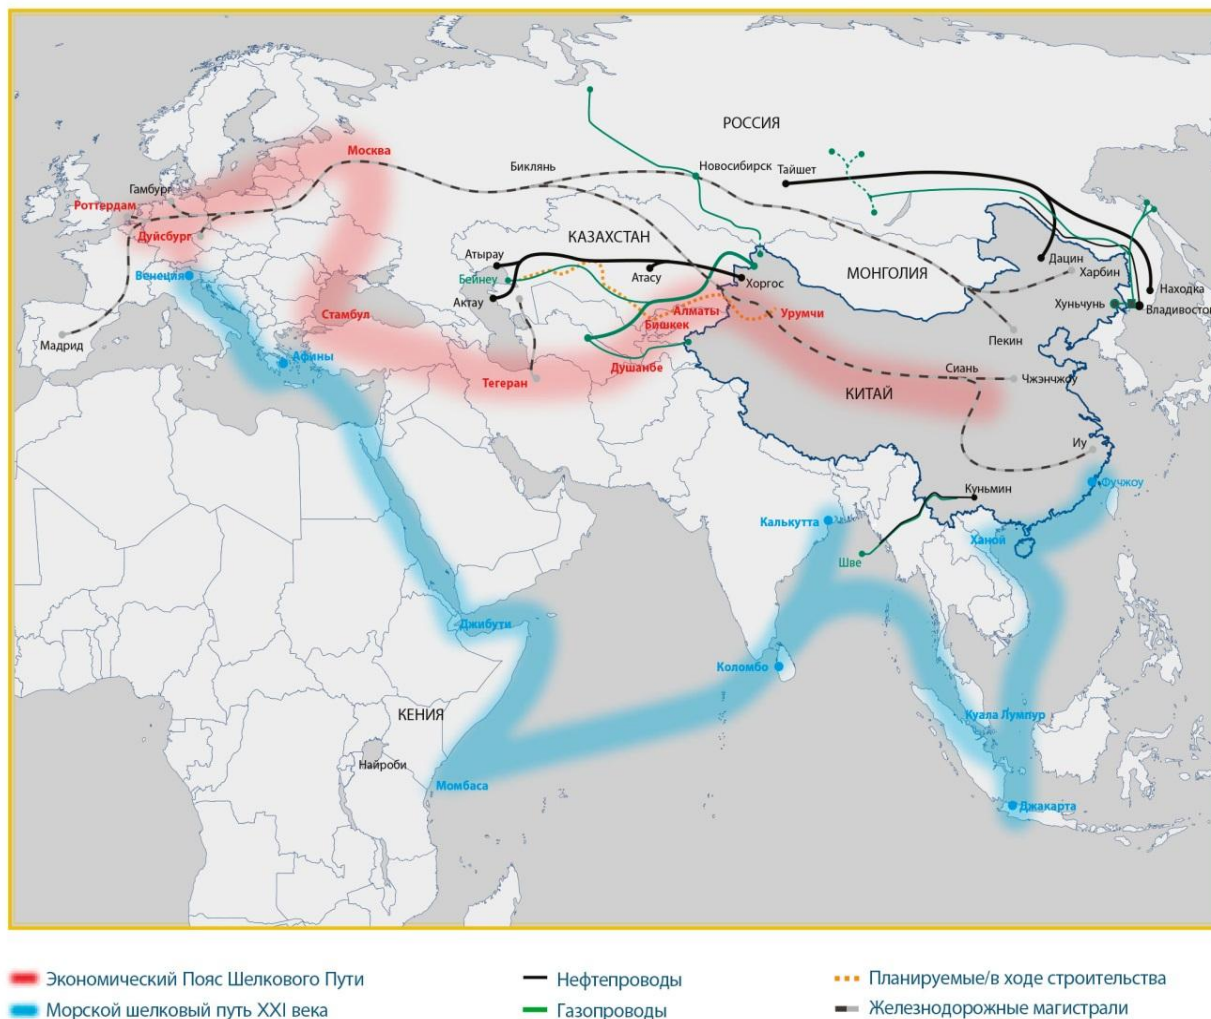 РОССИЯ
Москва
Биклянь
Новосибирск
Тайшет
Гамбург
Роттердам
Дуйсбург
КАЗАХСТАН
Атырау
Бейнеу
Актау
Атасу
Хоргос
МОНГОЛИЯ
Дацин
Харбин
Находка
Хуньчунь
Владивосток
Венеция
Стамбул
Алматы
Бишкек
Урумчи
Мадрид
Афины
Тегеран
Душанбе
Пекин
Сиань
Чжэнчжоу
КИТАЙ
Иу
Куньмин
Фучжоу
Калькутта
Ханой
Шве
Джибути
Коломбо
КЕНИЯ
Куала Лумпур
Найроби
Момбаса
Джакарта
Экономический Пояс Шелкового Пути
Нефтепроводы
Планируемые/в ходе строительства
Морской шелковый путь XXI века
Газопроводы
Железнодорожные магистрали